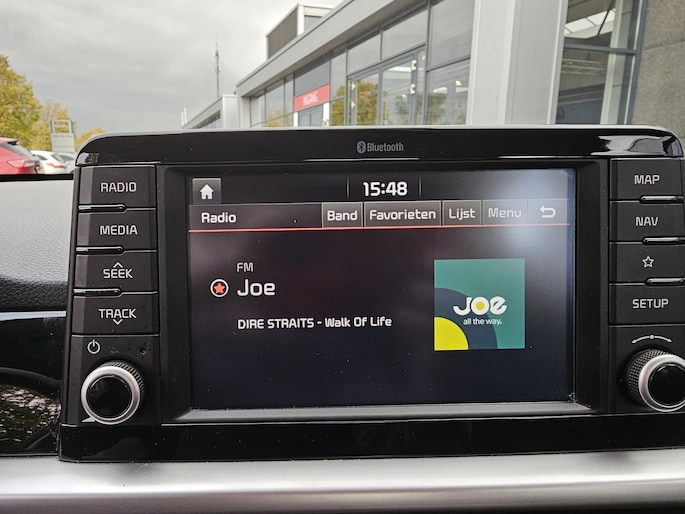 Bluetooth
RADIO
MEDIA
SEEK
TRACK
15:48
Radio
Band
Favorieten
Lijst
Menu
FM
Joe
DIRE STRAITS - Walk Of Life
JOe
all the way.
MAP
NAV
SETUP